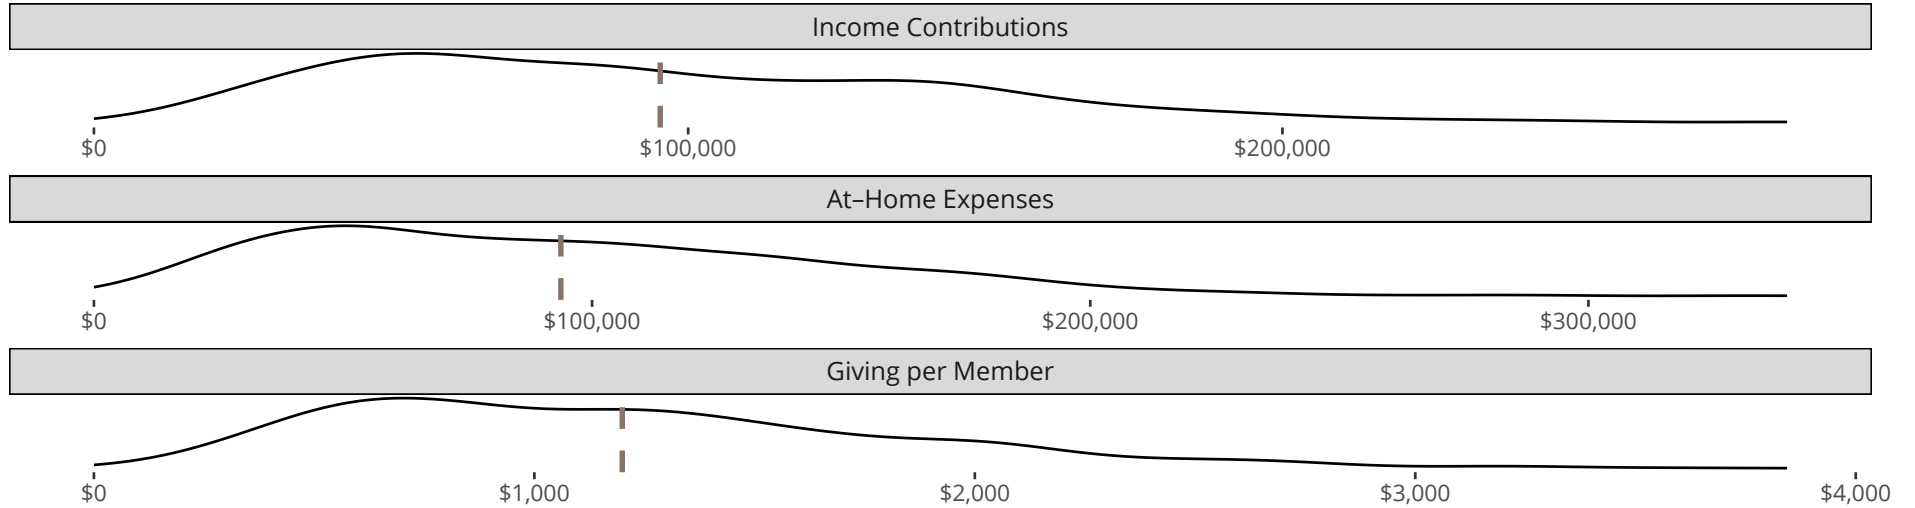 Income Contributions
$0 $100,000 $200,000
At–Home Expenses
$0 $100,000 $200,000 $300,000
Giving per Member
$0 $1,000 $2,000 $3,000 $4,000